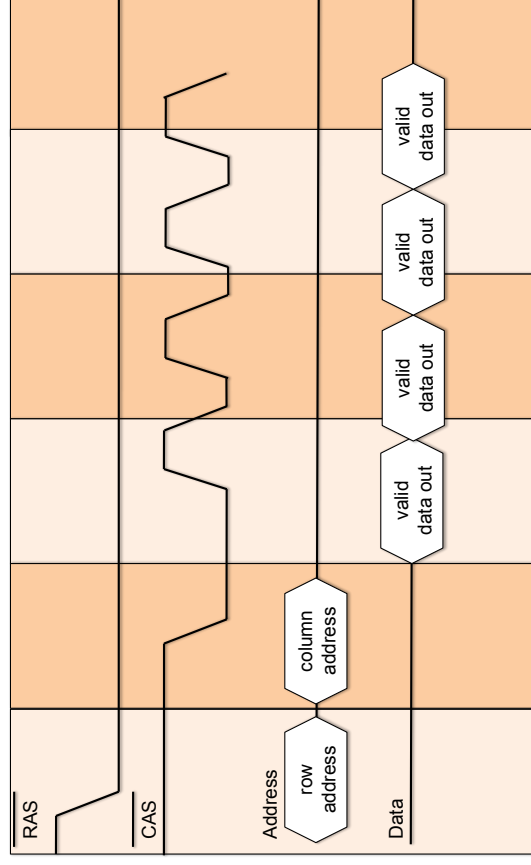 RAS
CAS
Address
row
address
column
address
Data
valid
data out
valid
data out
valid
data out
valid
data out